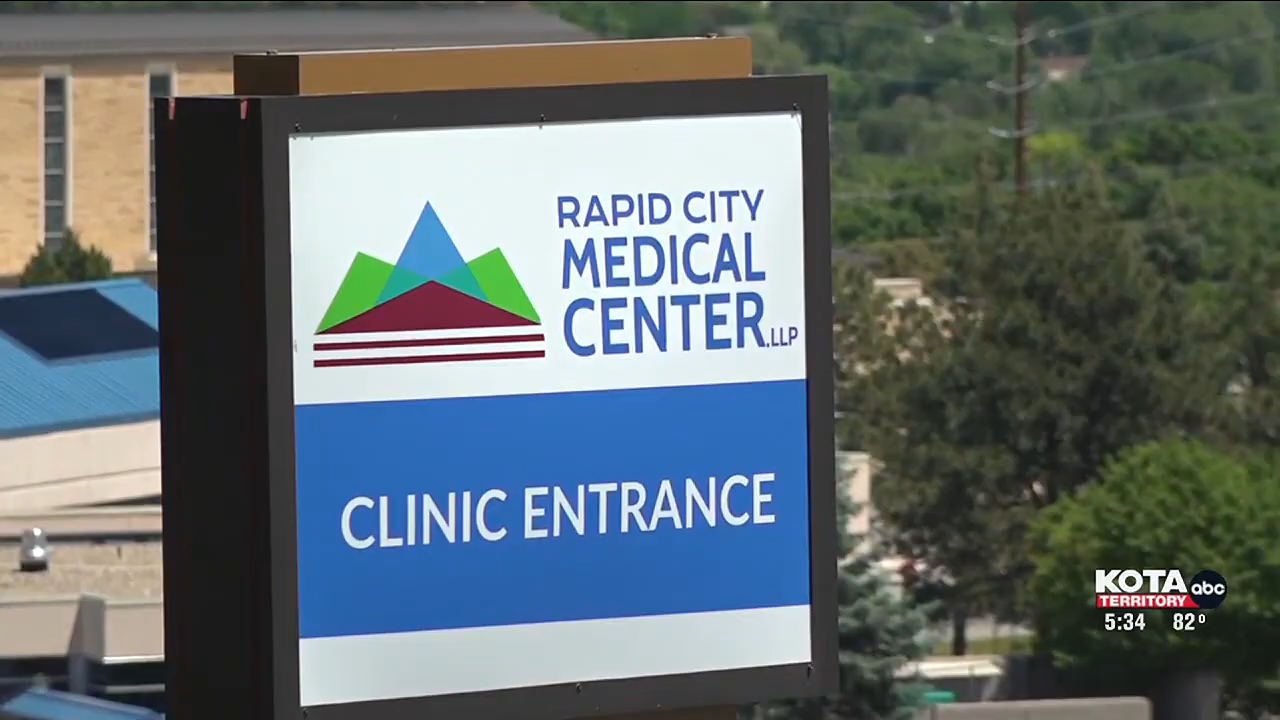 RAPID CITY
MEDICAL
CENTER.LLP
CLINIC ENTRANCE
KOTA abc
TERRITORY
5:34 82°